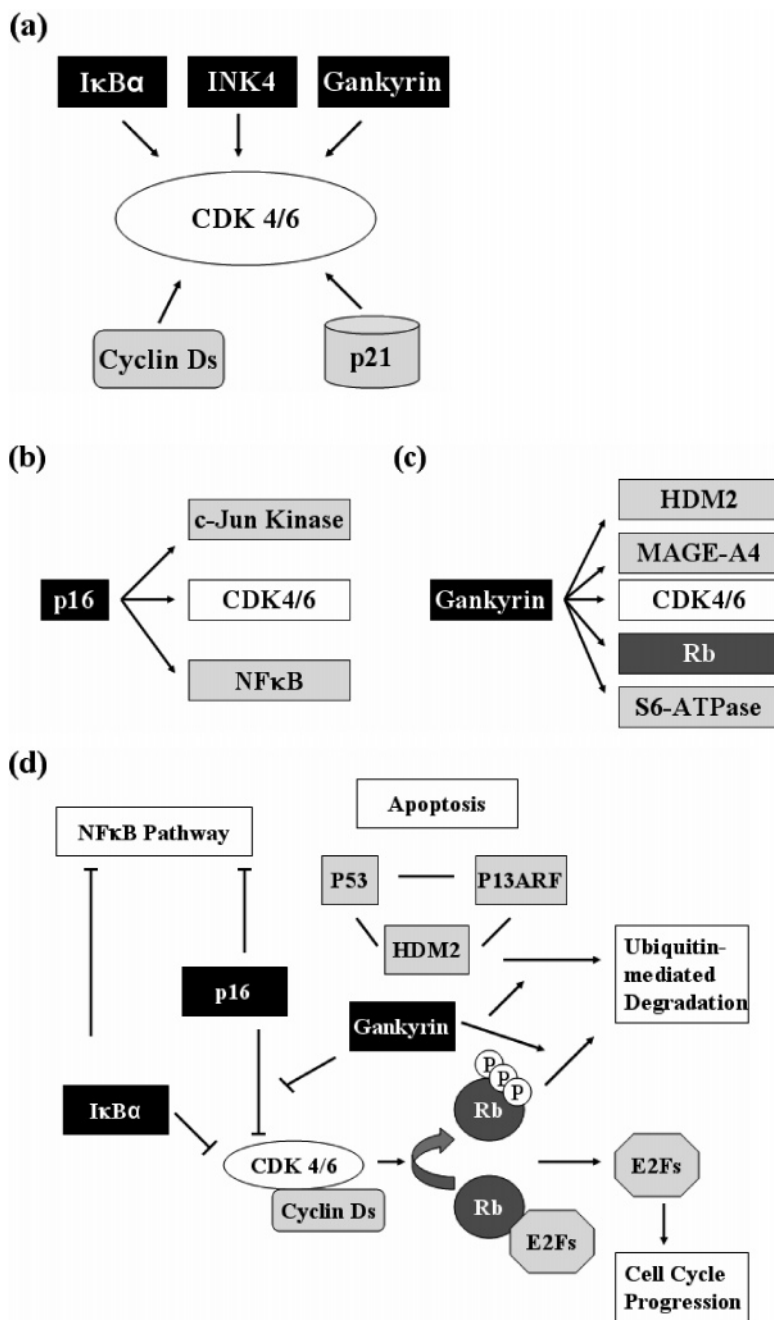 (a)
IκBα
INK4
Gankyrin
CDK 4/6
Cyclin Ds
p21
(b)
c-Jun Kinase
p16
CDK4/6
NFκB
(c)
HDM2
MAGE-A4
Gankyrin
CDK4/6
Rb
S6-ATPase
(d)
NFκB Pathway
Apoptosis
P53
P13ARF
HDM2
Ubiquitin-
mediated
Degradation
p16
Gankyrin
P
P
P
Rb
IκBα
CDK 4/6
Cyclin Ds
Rb
E2Fs
E2Fs
Cell Cycle
Progression